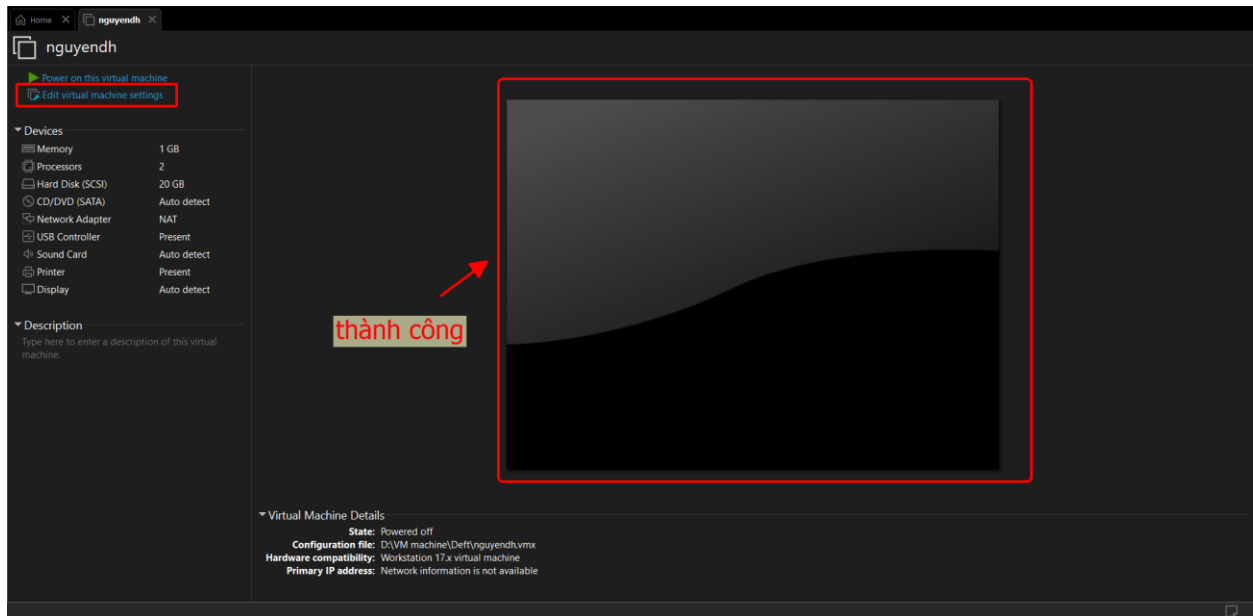 Home
nguyendh
nguyendh
Power on this virtual machine
Edit virtual machine settings
Devices
Memory 1 GB
Processors 2
Hard Disk (SCSI) 20 GB
CD/DVD (SATA) Auto detect
Network Adapter NAT
USB Controller Present
Sound Card Auto detect
Printer Present
Display Auto detect
Description
Type here to enter a description of this virtual
machine.
thành công
Virtual Machine Details
State: Powered off
Configuration file: D:\VM machine\Deft\nguyendh.vmx
Hardware compatibility: Workstation 17.x virtual machine
Primary IP address: Network information is not available